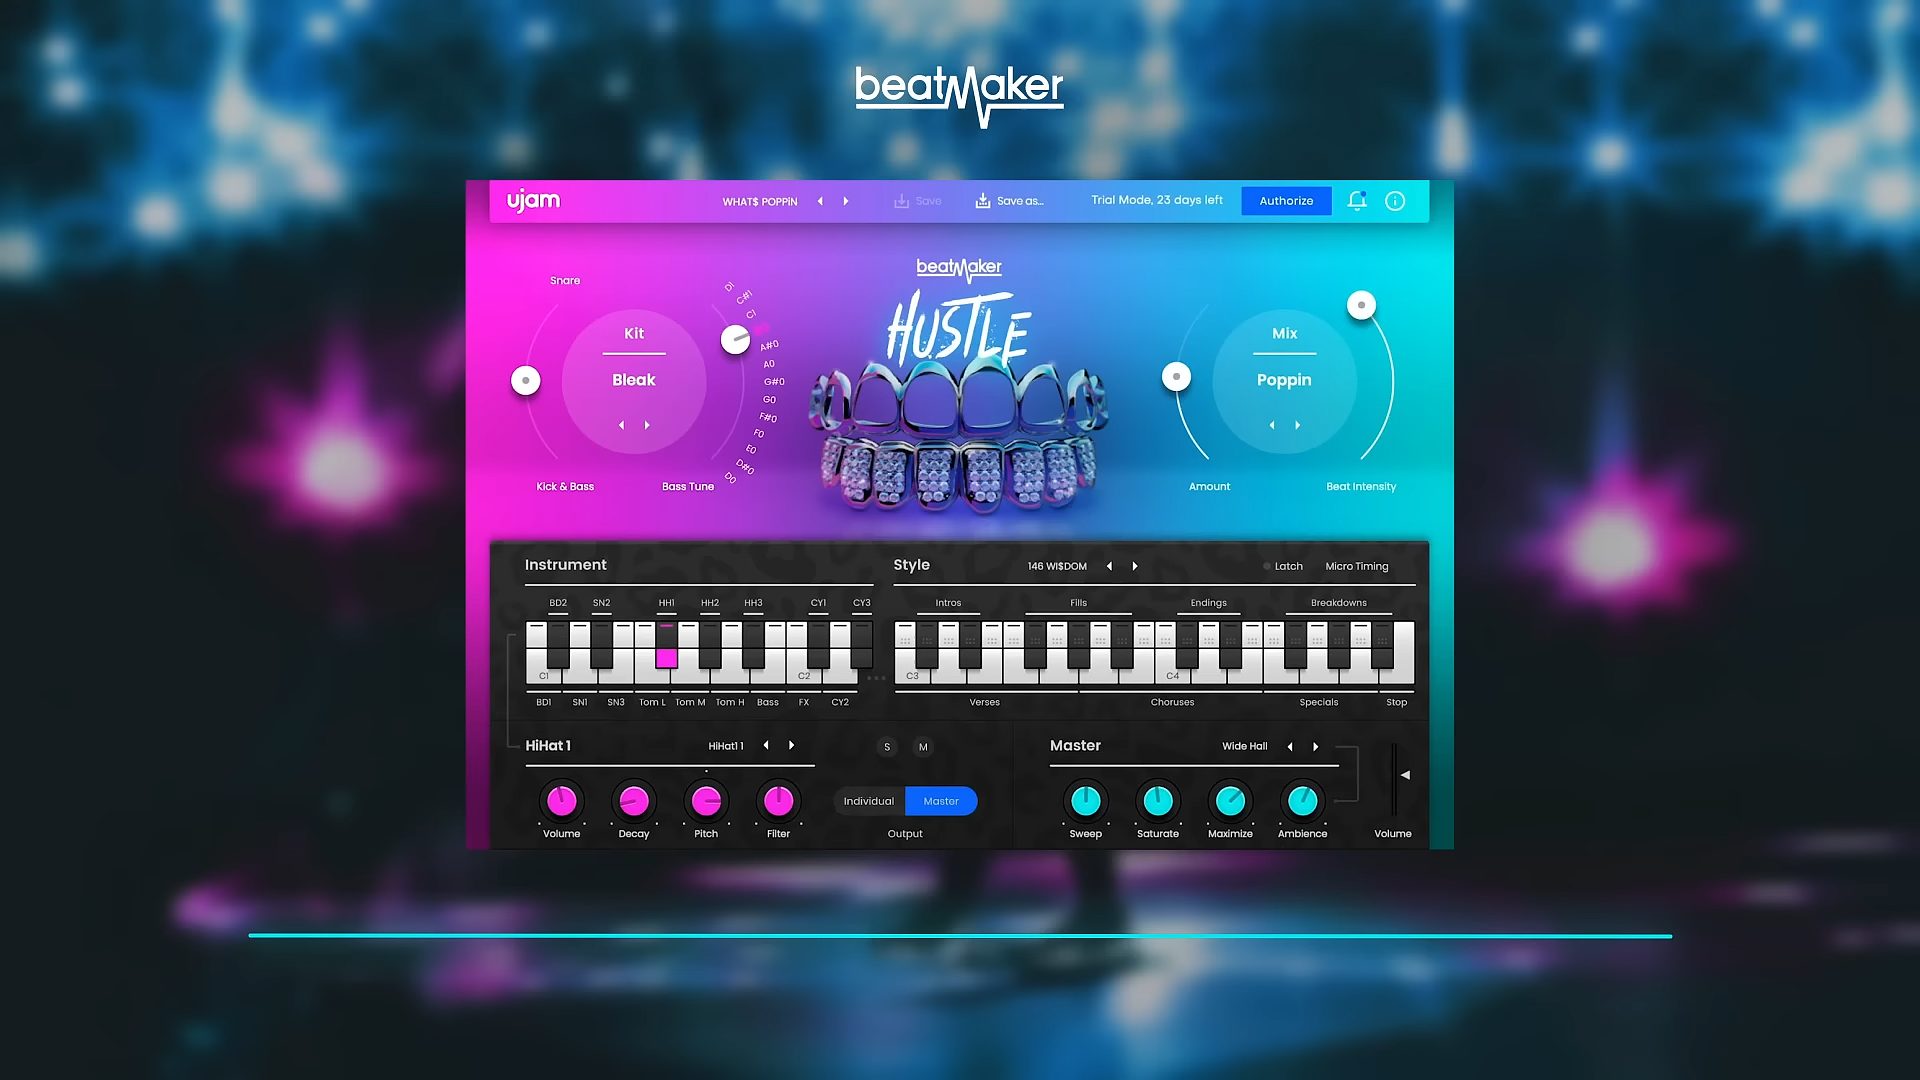 beatMaker
ujam
WHAT$ POPPiN
Save
Save as...
Trial Mode, 23 days left
Authorize
beatMaker
HUSTLE
Snare
Kit
Bleak
Kick & Bass
Bass Tune
D1
C#1
C1
A#0
A0
G#0
G0
F#0
F0
E0
D#0
D0
Mix
Poppin
Amount
Beat Intensity
Instrument
Style
146 WI$DOM
Latch
Micro Timing
BD2 SN2 HH1 HH2 HH3 CY1 CY3
Intros Fills Endings Breakdowns
C1 C2 C3 C4
BD1 SN1 SN3 Tom L Tom M Tom H Bass FX CY2
Verses Choruses Specials Stop
HiHat 1
HiHat1 1
S M
Master
Wide Hall
Individual Master
Volume Decay Pitch Filter
Output
Sweep Saturate Maximize Ambience
Volume